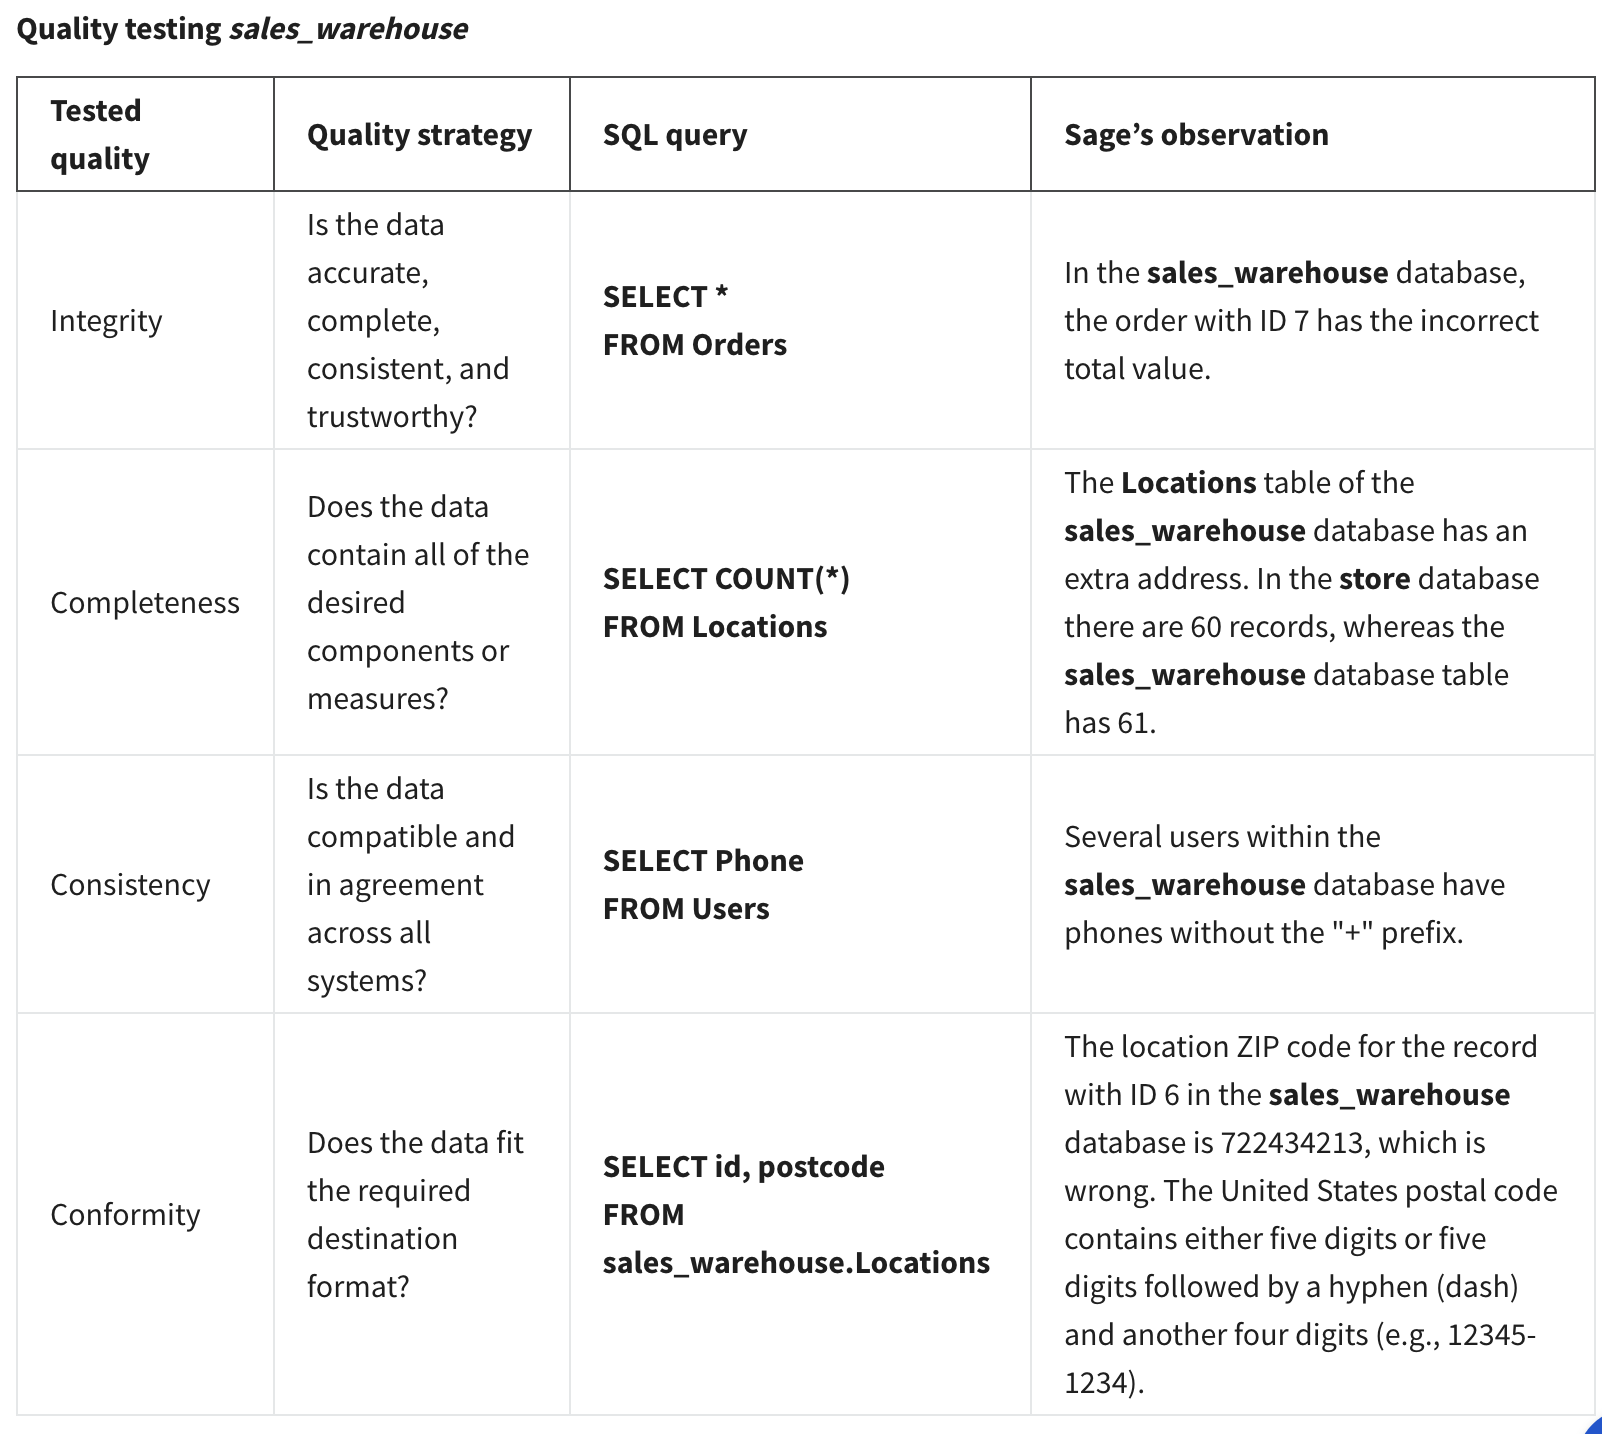 Quality testing sales_warehouse
Tested
quality
Quality strategy
SQL query
Sage’s observation
Integrity
Is the data
accurate,
complete,
consistent, and
trustworthy?
SELECT *
FROM Orders
In the sales_warehouse database,
the order with ID 7 has the incorrect
total value.
Completeness
Does the data
contain all of the
desired
components or
measures?
SELECT COUNT(*)
FROM Locations
The Locations table of the
sales_warehouse database has an
extra address. In the store database
there are 60 records, whereas the
sales_warehouse database table
has 61.
Consistency
Is the data
compatible and
in agreement
across all
systems?
SELECT Phone
FROM Users
Several users within the
sales_warehouse database have
phones without the "+" prefix.
Conformity
Does the data fit
the required
destination
format?
SELECT id, postcode
FROM
sales_warehouse.Locations
The location ZIP code for the record
with ID 6 in the sales_warehouse
database is 722434213, which is
wrong. The United States postal code
contains either five digits or five
digits followed by a hyphen (dash)
and another four digits (e.g., 12345-
1234).